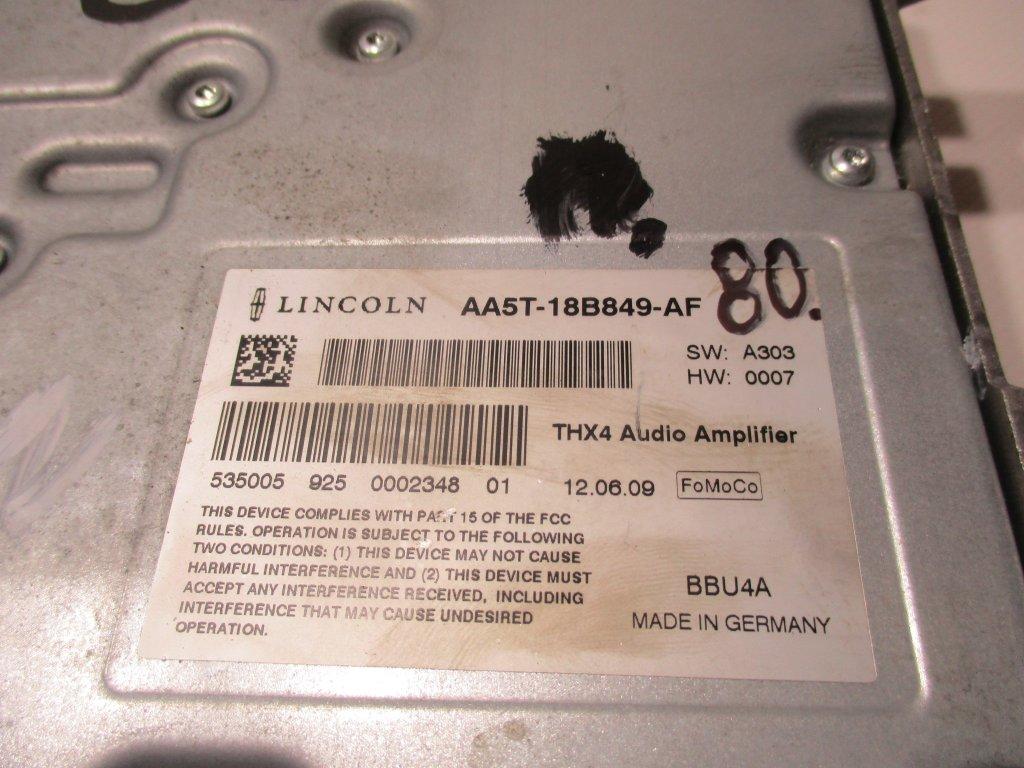 LINCOLN AA5T-18B849-AF 80.
SW: A303
HW: 0007
THX4 Audio Amplifier
535005 925 0002348 01 12.06.09 FoMoCo
THIS DEVICE COMPLIES WITH PART 15 OF THE FCC
RULES. OPERATION IS SUBJECT TO THE FOLLOWING
TWO CONDITIONS: (1) THIS DEVICE MAY NOT CAUSE
HARMFUL INTERFERENCE AND (2) THIS DEVICE MUST
ACCEPT ANY INTERFERENCE RECEIVED, INCLUDING
INTERFERENCE THAT MAY CAUSE UNDESIRED
OPERATION.
BBU4A
MADE IN GERMANY